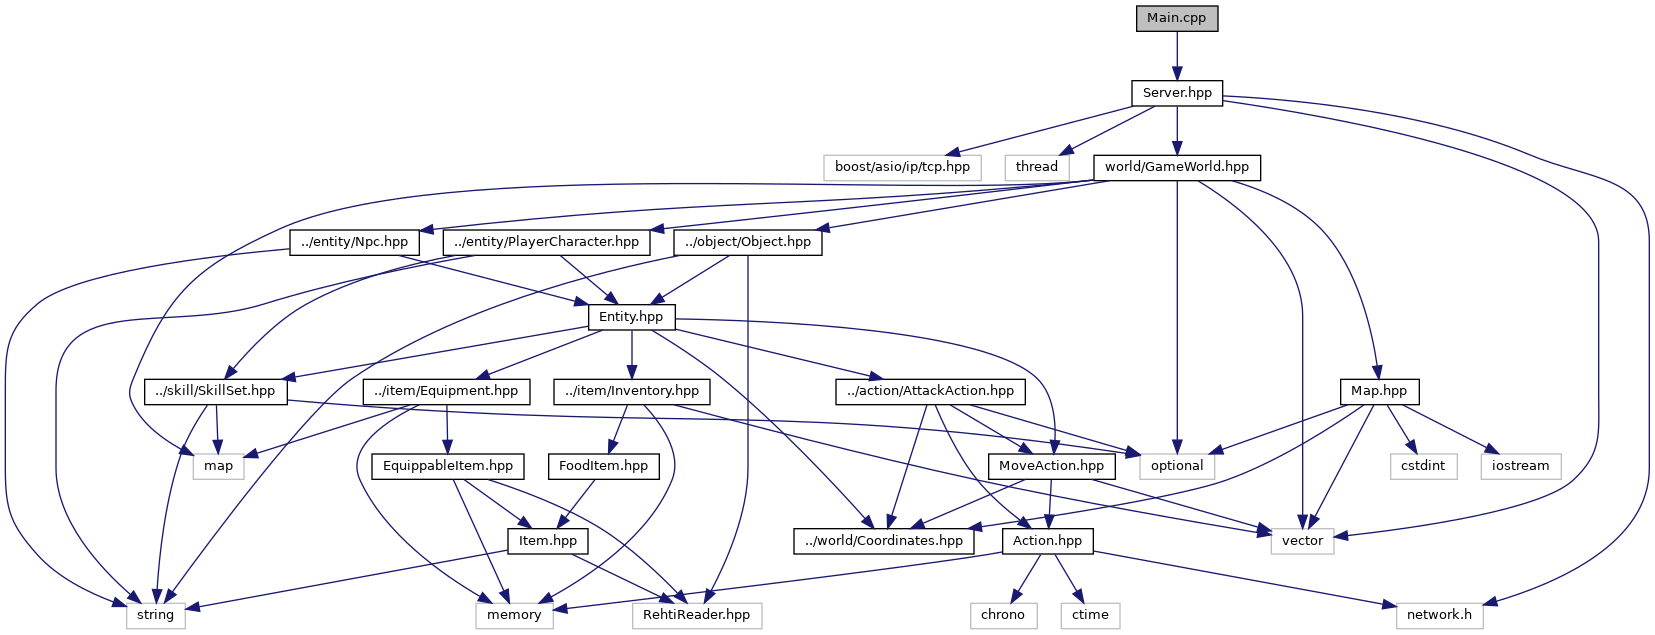 Main.cpp
Server.hpp
boost/asio/ip/tcp.hpp
thread
world/GameWorld.hpp
../entity/Npc.hpp
../entity/PlayerCharacter.hpp
../object/Object.hpp
Entity.hpp
../skill/SkillSet.hpp
../item/Equipment.hpp
../item/Inventory.hpp
../action/AttackAction.hpp
Map.hpp
map
EquippableItem.hpp
FoodItem.hpp
MoveAction.hpp
optional
cstdint
iostream
Item.hpp
../world/Coordinates.hpp
Action.hpp
vector
string
memory
RehtiReader.hpp
chrono
ctime
network.h